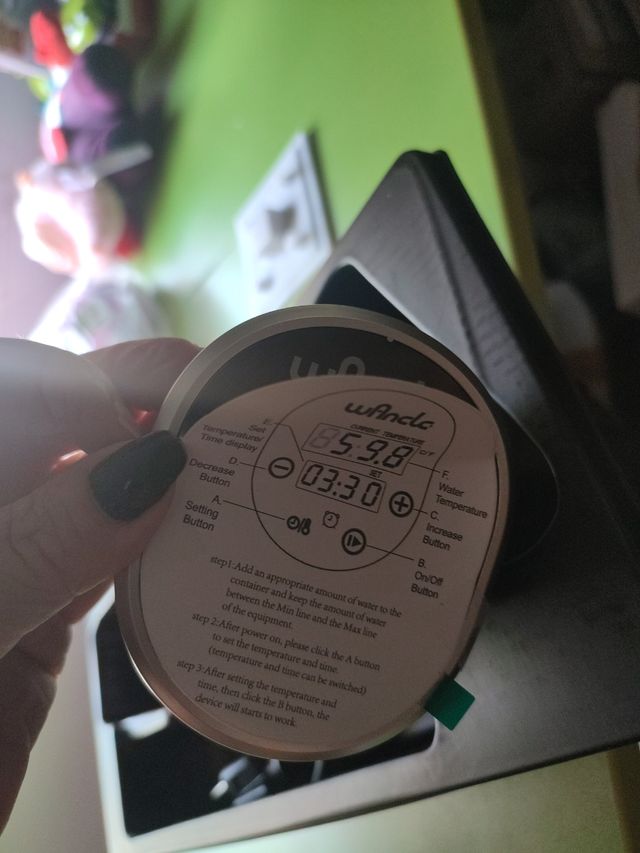 wAncle
CURRENT TEMPERATURE
59.8
°C/°F
SET
03:30
E.
Set
Temperature/
Time display
D.
Decrease
Button
A.
Setting
Button
F.
Water
Temperature
C.
Increase
Button
B.
On/Off
Button
step1:Add an appropriate amount of water to the
container and keep the amount of water
between the Min line and the Max line
of the equipment.
step 2:After power on, please click the A button
to set the temperature and time.
(temperature and time can be switched)
step 3:After setting the temperature and
time, then click the B button, the
device will starts to work.